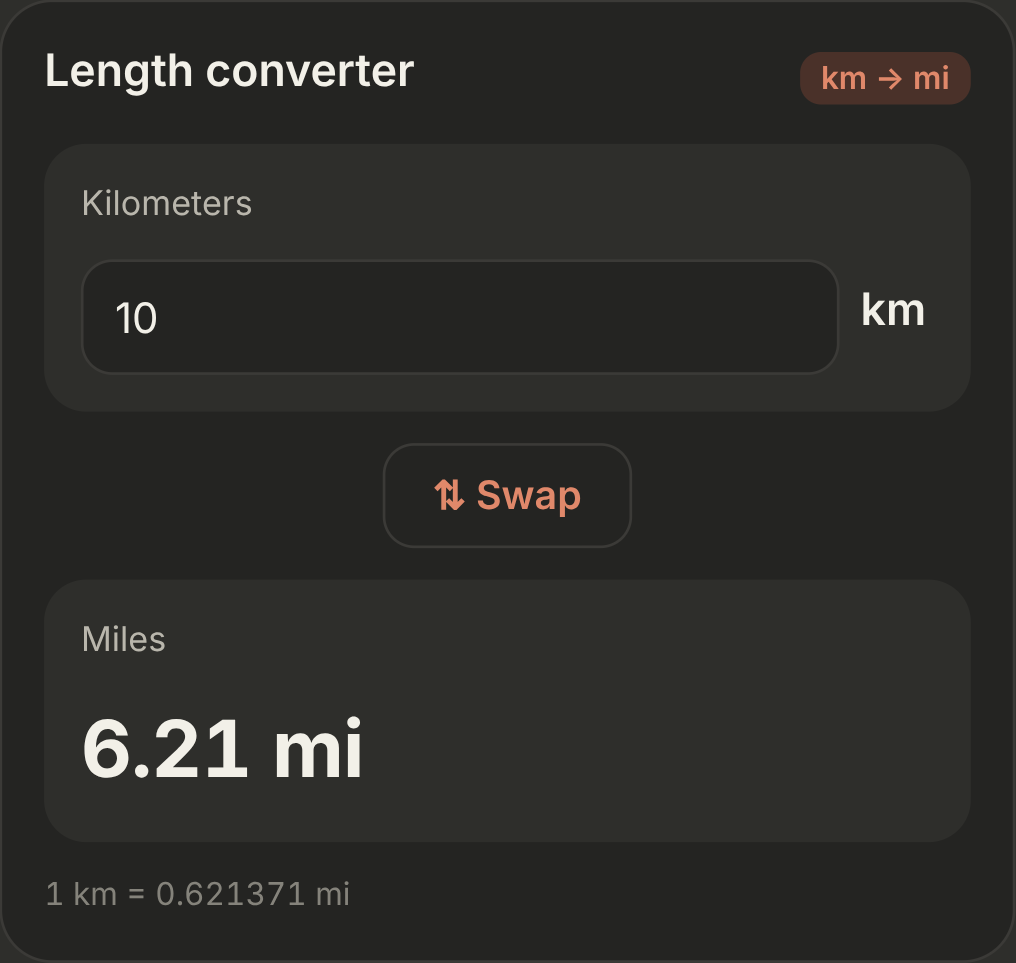 Length converter
km → mi
Kilometers
10
km
⇅ Swap
Miles
6.21 mi
1 km = 0.621371 mi